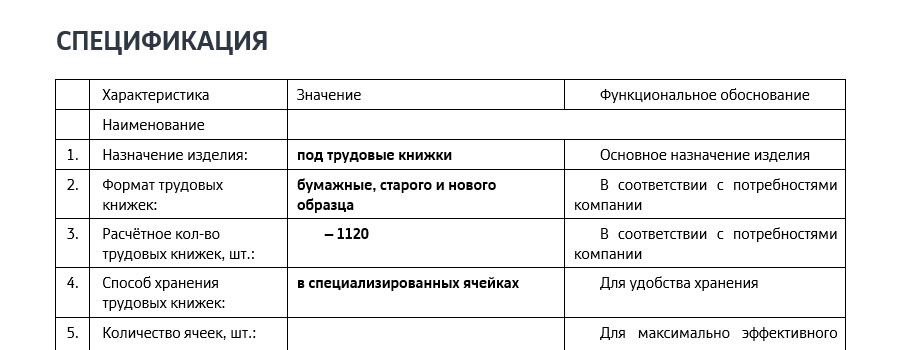 СПЕЦИФИКАЦИЯ
Характеристика Значение Функциональное обоснование
Наименование
1. Назначение изделия: под трудовые книжки Основное назначение изделия
2. Формат трудовых бумажные, старого и нового В соответствии с потребностями
книжек: образца компании
3. Расчётное кол-во – 1120 В соответствии с потребностями
трудовых книжек, шт.: компании
4. Способ хранения в специализированных ячейках Для удобства хранения
трудовых книжек:
5. Количество ячеек, шт.: Для максимально эффективного